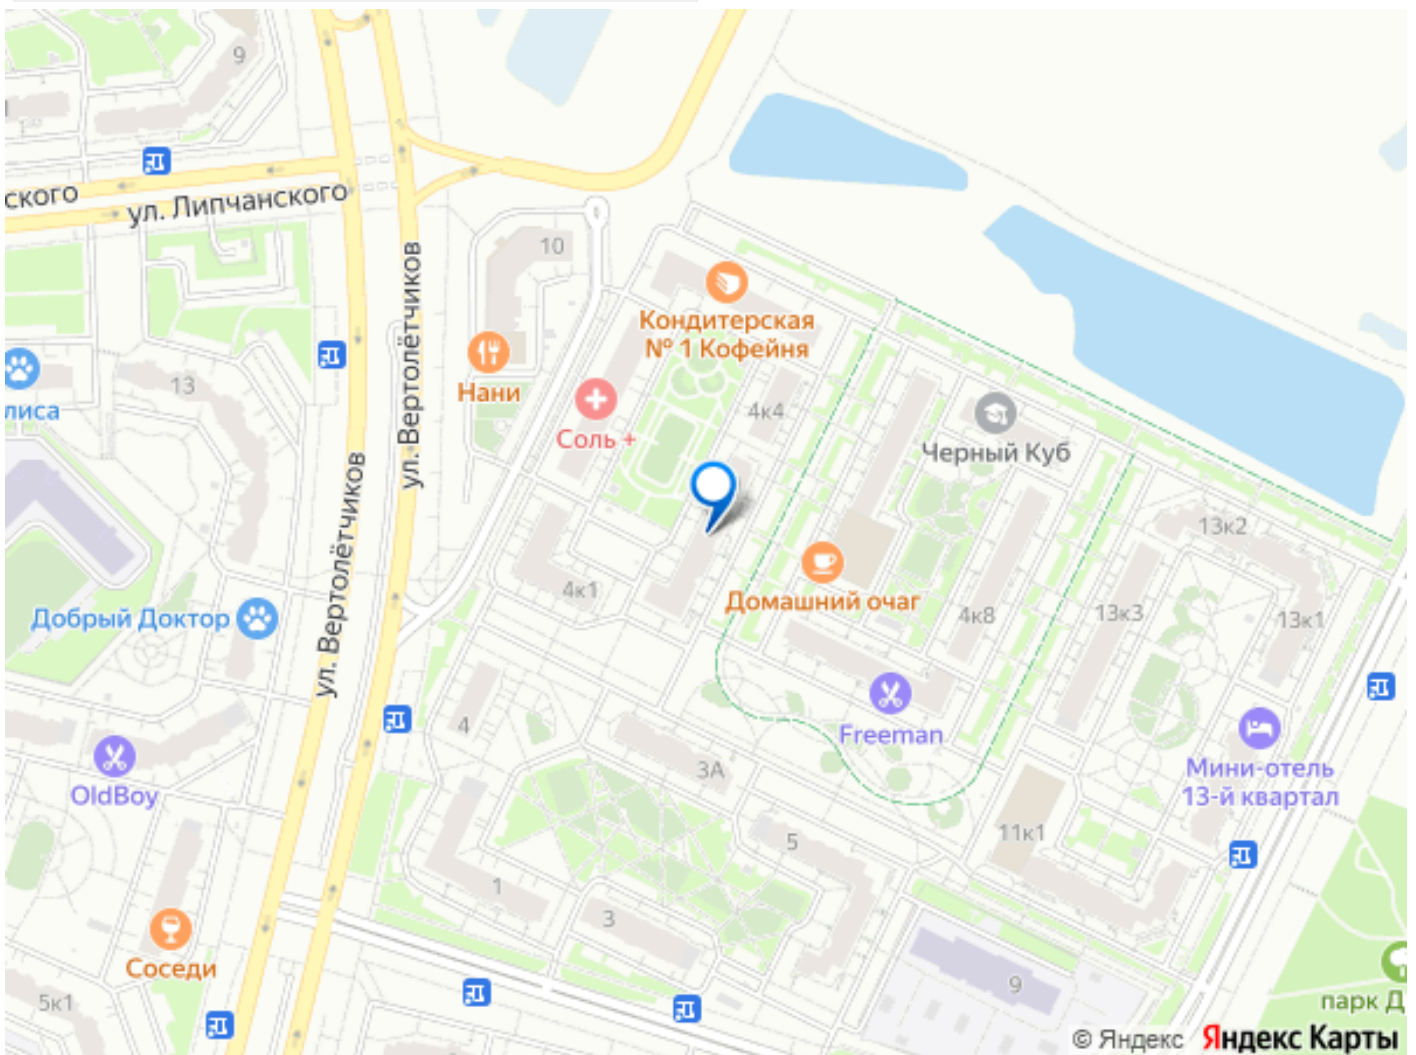 9
ского
ул. Липчанского
10
ул. Вертолётчиков
Кондитерская
№ 1 Кофейня
Нани
13
лиса
4к4
Соль +
Черный Куб
ул. Вертолётчиков
13к2
4к1
Домашний очаг
4к8
13к3
13к1
Добрый Доктор
4
Freeman
3А
Мини-отель
13-й квартал
OldBoy
11к1
5
1
3
Соседи
9
5к1
парк Д
© Яндекс Яндекс Карты